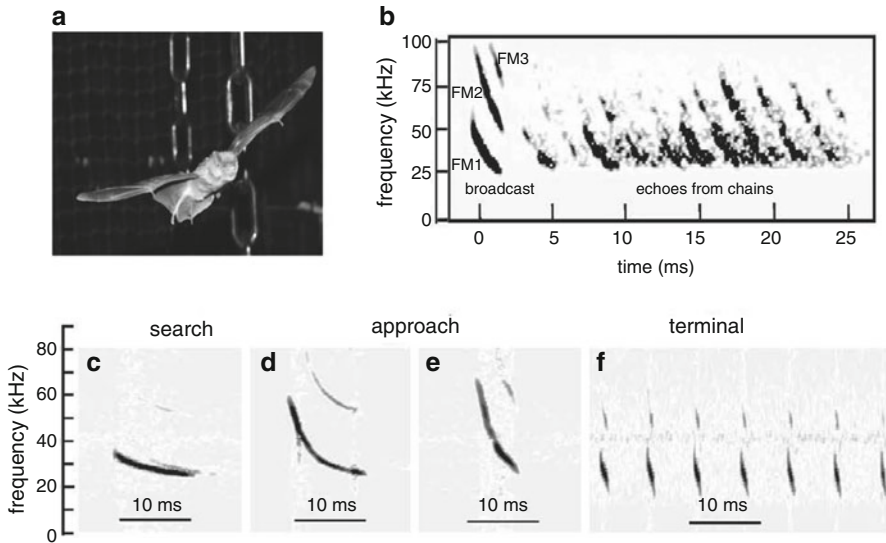 a
b
100
75
50
25
0
frequency (kHz)
FM3
FM2
FM1
broadcast
echoes from chains
0 5 10 15 20 25
time (ms)
search approach terminal
80
60
40
20
0
frequency (kHz)
c
10 ms
d
10 ms
e
10 ms
f
10 ms